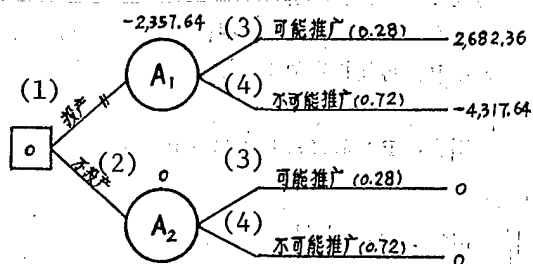 -2,357.64
(3) 可能推广(0.28) 2,682.36
A1
(1) 投产
(4) 不可能推广(0.72) -4,317.64
0
(2) 不投产
0
(3) 可能推广(0.28) 0
A2
(4) 不可能推广(0.72) 0